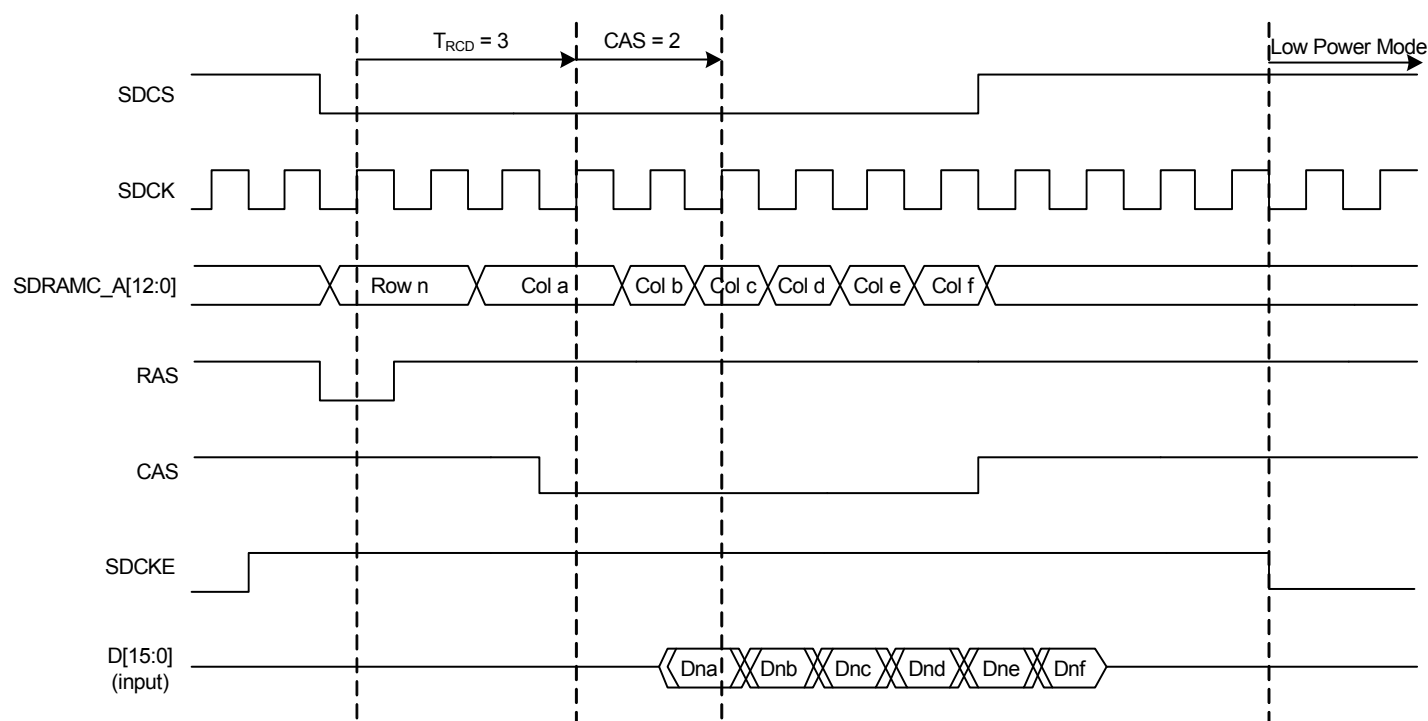 TRCD = 3
CAS = 2
Low Power Mode
SDCS
SDCK
SDRAMC_A[12:0]
Row n
Col a
Col b
Col c
Col d
Col e
Col f
RAS
CAS
SDCKE
D[15:0]
(input)
Dna
Dnb
Dnc
Dnd
Dne
Dnf